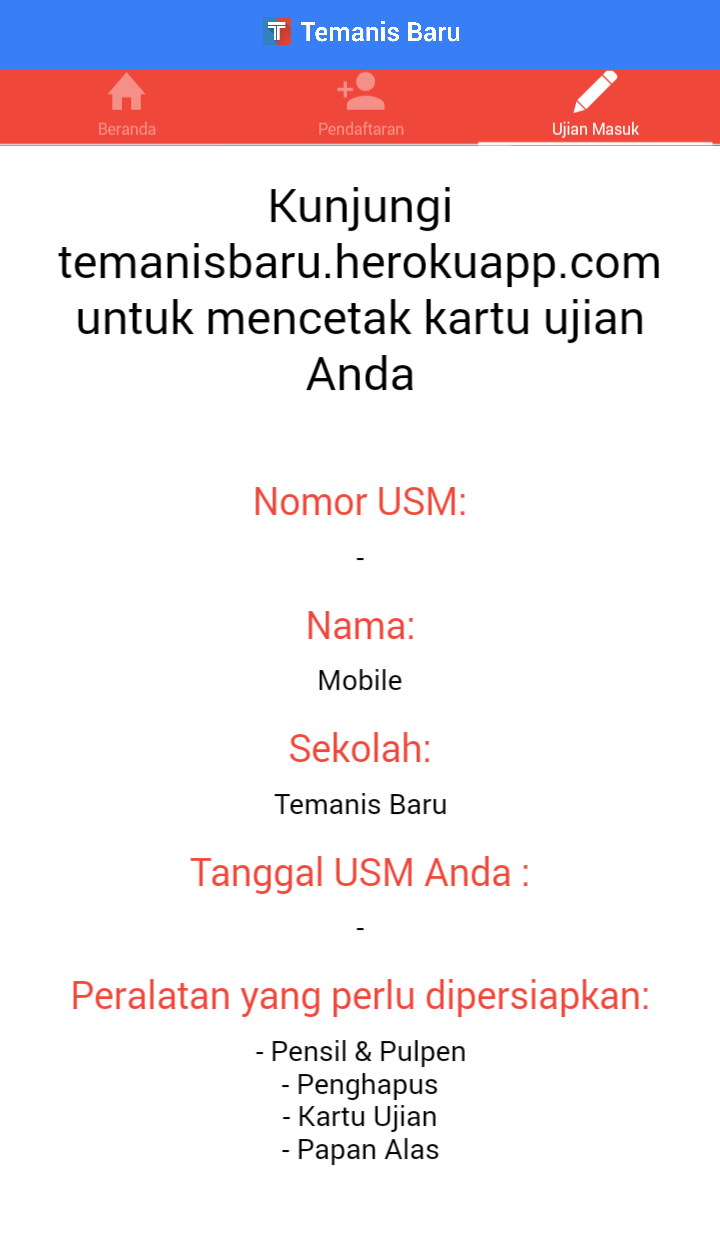 Temanis Baru
Beranda
Pendaftaran
Ujian Masuk
Kunjungi
temanisbaru.herokuapp.com
untuk mencetak kartu ujian
Anda
Nomor USM:
-
Nama:
Mobile
Sekolah:
Temanis Baru
Tanggal USM Anda :
-
Peralatan yang perlu dipersiapkan:
- Pensil & Pulpen
- Penghapus
- Kartu Ujian
- Papan Alas